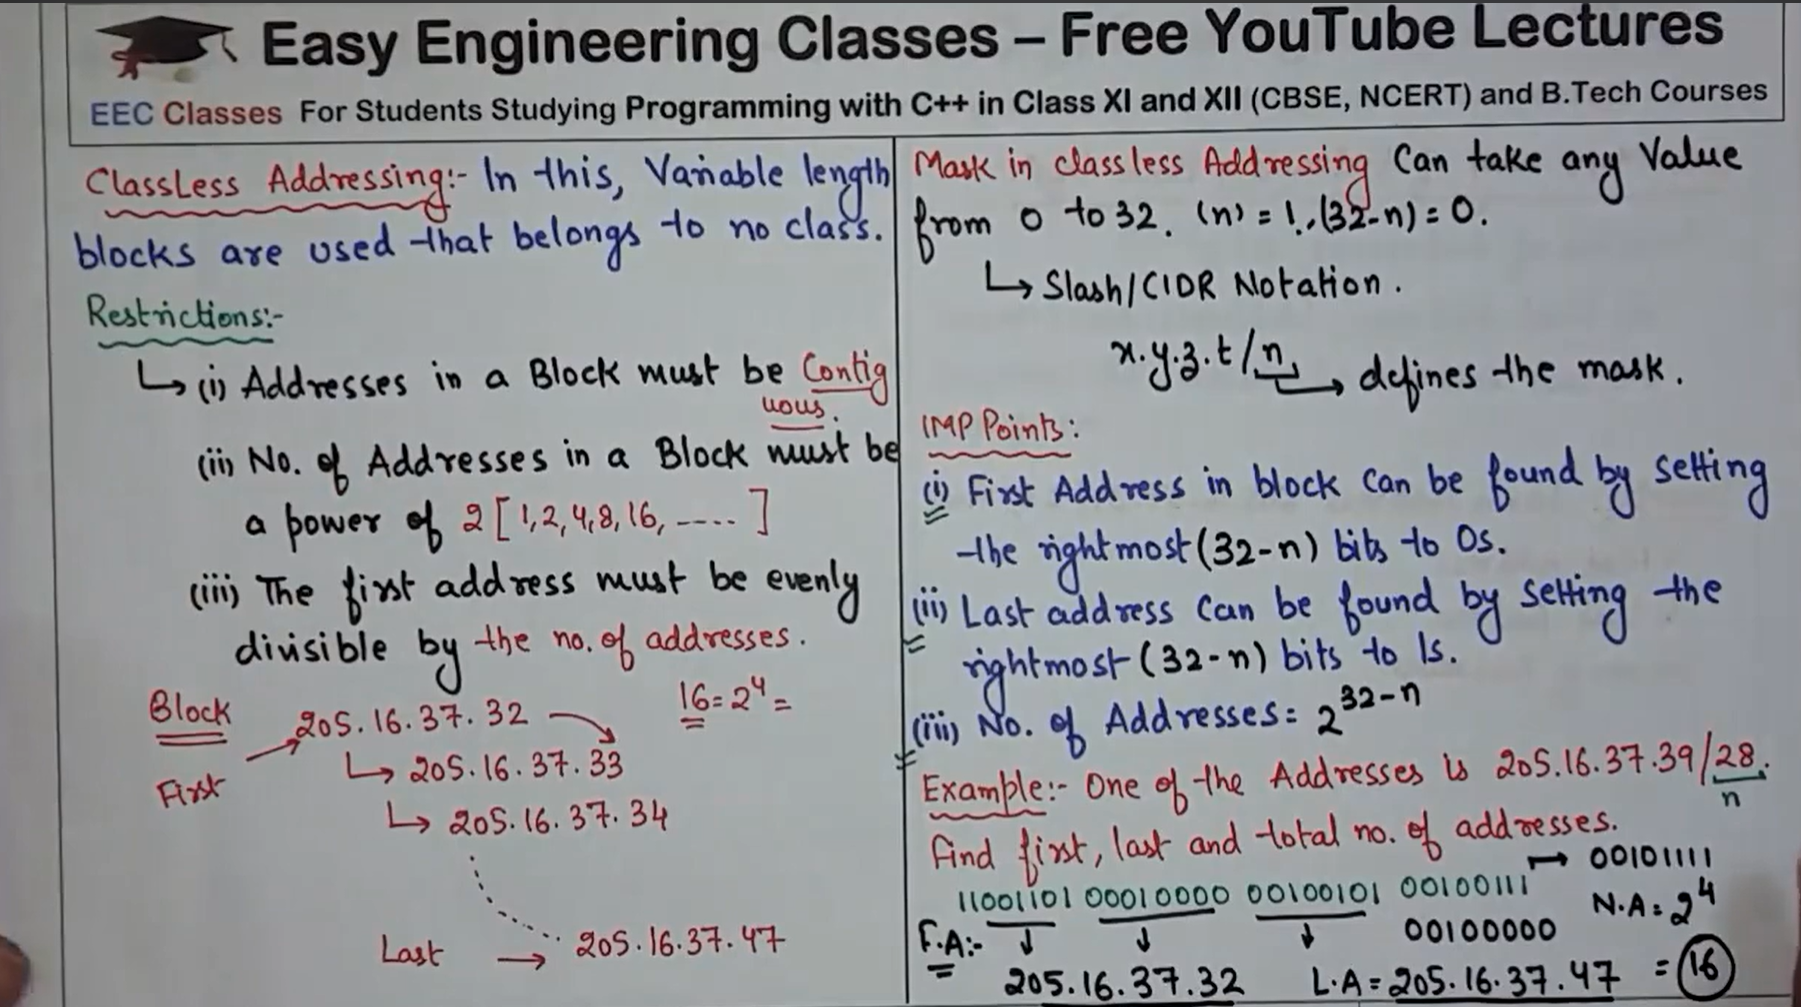 Easy Engineering Classes – Free YouTube Lectures
EEC Classes For Students Studying Programming with C++ in Class XI and XII (CBSE, NCERT) and B.Tech Courses
ClassLess Addressing:- In this, Variable length
blocks are used that belongs to no class.
Restrictions:-
↳ (i) Addresses in a Block must be Contig
uous.
(ii) No. of Addresses in a Block must be
a power of 2 [1,2,4,8,16, -----]
(iii) The first address must be evenly
divisible by the no. of addresses.
Block
16 = 2⁴ =
First → 205.16.37.32
↳ 205.16.37.33
↳ 205.16.37.34
Last → 205.16.37.47
Mask in classless Addressing Can take any Value
from 0 to 32. (n) = 1, (32-n) = 0.
↳ Slash/CIDR Notation.
x.y.z.t/n → defines the mask.
IMP Points:
(i) First Address in block can be found by setting
the rightmost (32-n) bits to 0s.
(ii) Last address can be found by setting the
rightmost (32-n) bits to 1s.
(iii) No. of Addresses = 2³²⁻ⁿ
Example:- One of the Addresses is 205.16.37.39/28.
n
Find first, last and total no. of addresses.
→ 00101111
11001101 00010000 00100101 00100111
N.A = 2⁴
F.A:- ↓ ↓ ↓ 00100000
205.16.37.32 L.A = 205.16.37.47 = 16